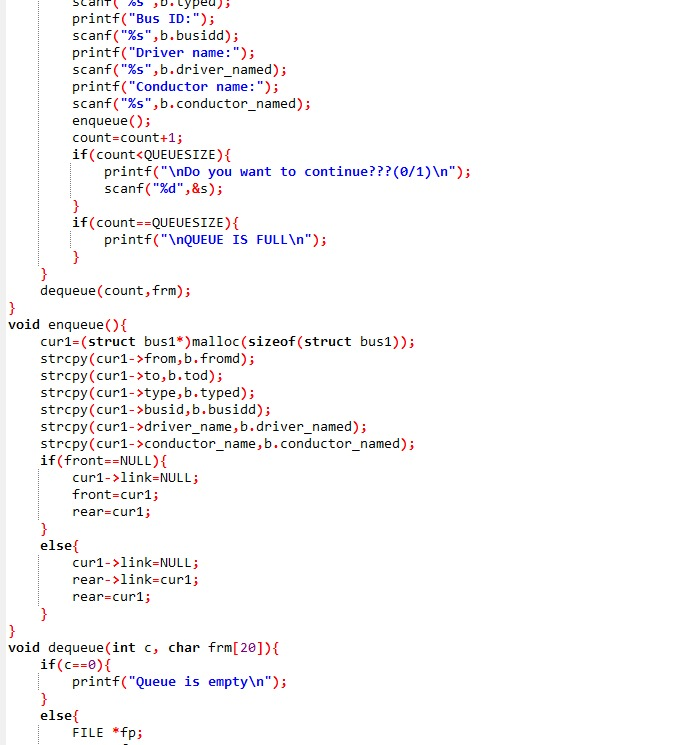 scanf("%s",b.typed);
printf("Bus ID:");
scanf("%s",b.busidd);
printf("Driver name:");
scanf("%s",b.driver_named);
printf("Conductor name:");
scanf("%s",b.conductor_named);
enqueue();
count=count+1;
if(count<QUEUESIZE){
printf("\nDo you want to continue???(0/1)\n");
scanf("%d",&s);
}
if(count==QUEUESIZE){
printf("\nQUEUE IS FULL\n");
}
}
dequeue(count,frm);
}
void enqueue(){
cur1=(struct bus1*)malloc(sizeof(struct bus1));
strcpy(cur1->from,b.fromd);
strcpy(cur1->to,b.tod);
strcpy(cur1->type,b.typed);
strcpy(cur1->busid,b.busidd);
strcpy(cur1->driver_name,b.driver_named);
strcpy(cur1->conductor_name,b.conductor_named);
if(front==NULL){
cur1->link=NULL;
front=cur1;
rear=cur1;
}
else{
cur1->link=NULL;
rear->link=cur1;
rear=cur1;
}
}
void dequeue(int c, char frm[20]){
if(c==0){
printf("Queue is empty\n");
}
else{
FILE *fp;